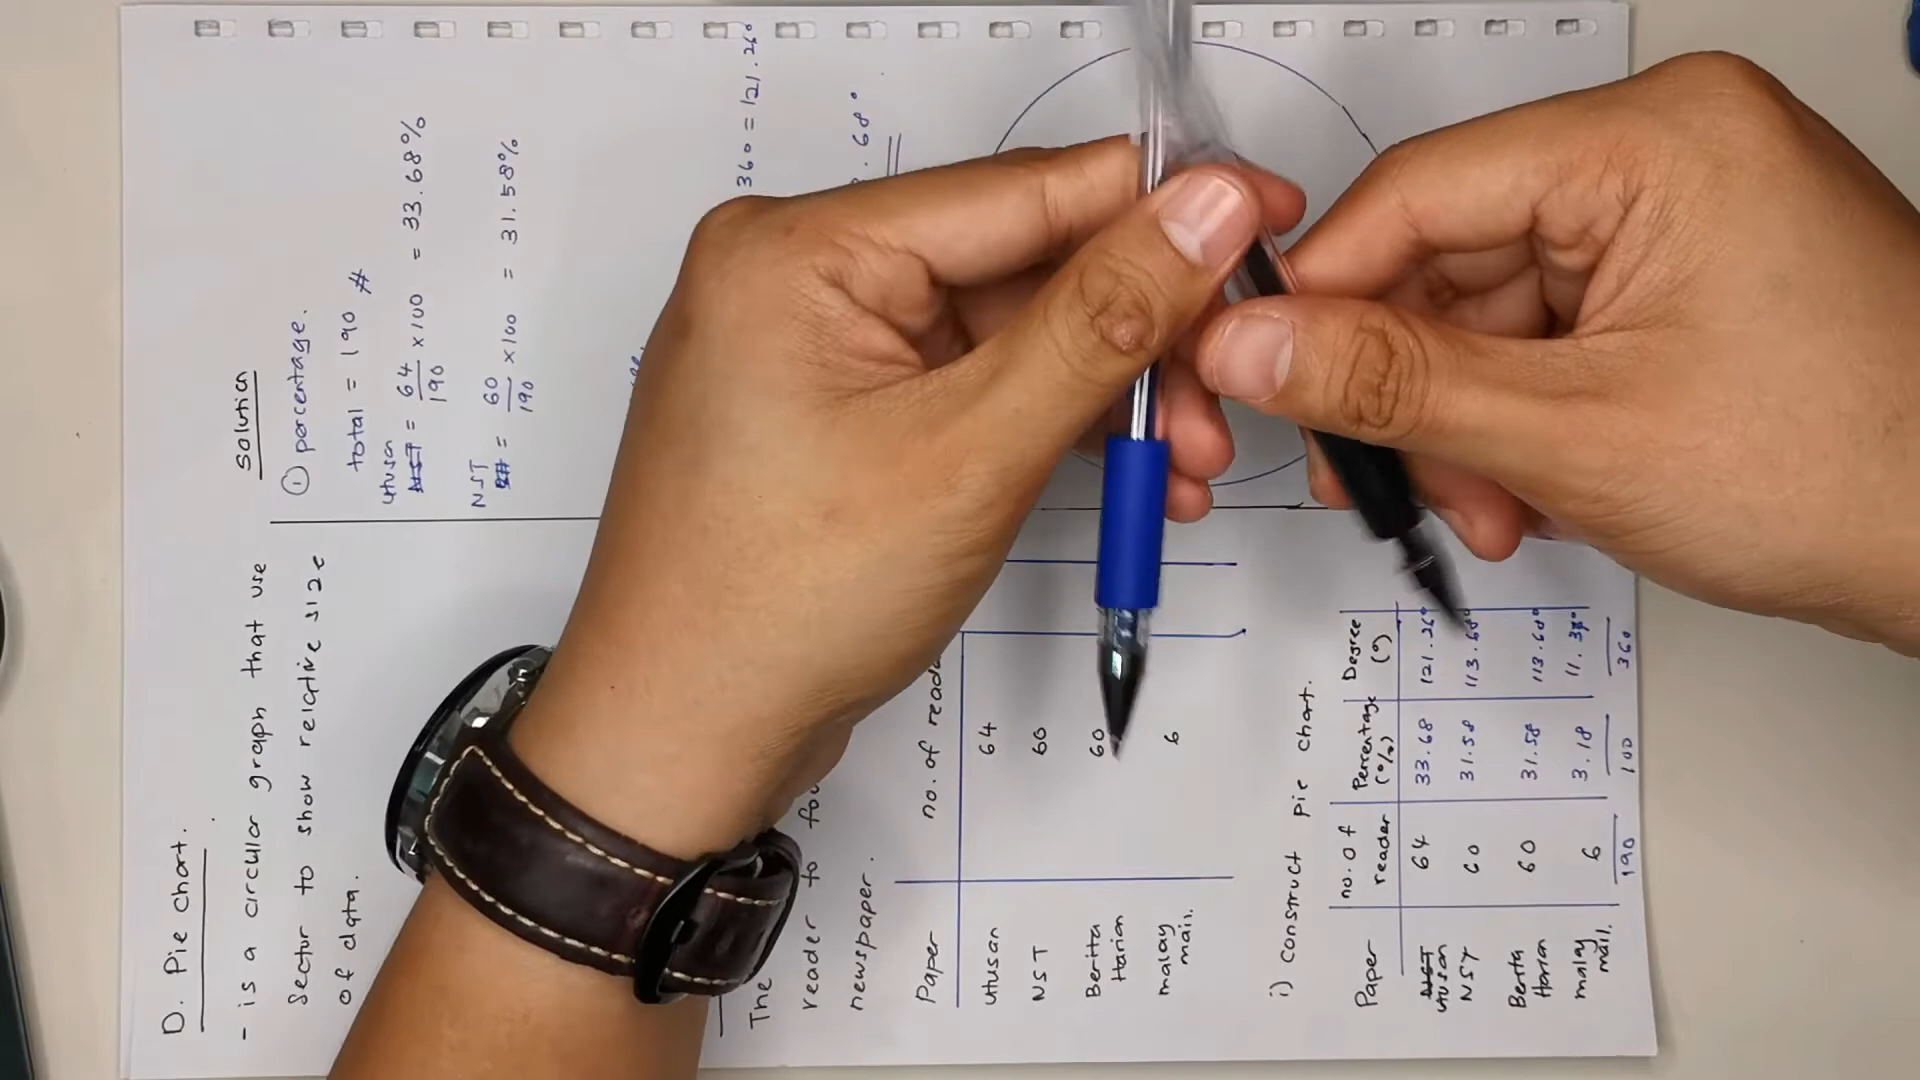 D. Pie chart.
- is a circular graph that use
Sector to show relative size
of data.
The
reader to
newspaper.
Paper no. of
Utusan 64
NST 60
Berita 60
Harian
malay 6
mail.
i) construct pie chart.
Paper no. of reader Percentage (%) Degree (°)
NST
Utusan 64 33.68 121.26°
NST 60 31.58 113.68°
Berita 60 31.58 113.68°
Harian
malay 6 3.18 11.3°
mail.
190 100 360
Solution
① percentage.
total = 190 #
Utusan
NST = 64/190 x 100 = 33.68%
NST
= 60/190 x 100 = 31.58%
360 = 121.26°
.68°